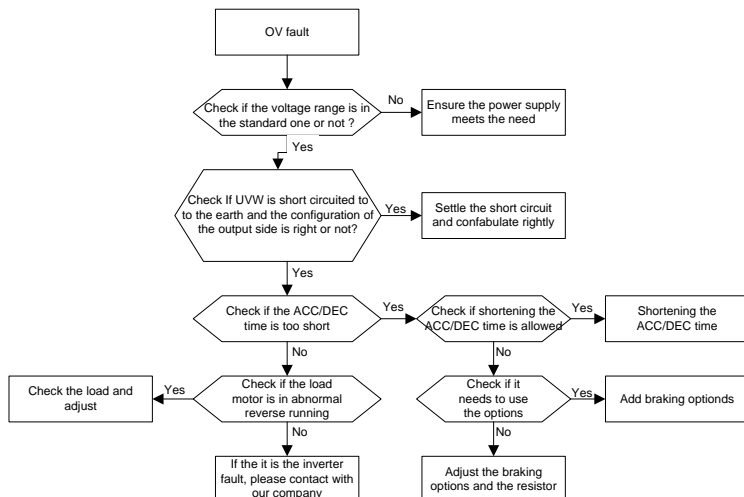 OV fault
Check if the voltage range is in
the standard one or not ?
No
Ensure the power supply
meets the need
Yes
Check If UVW is short circuited to
to the earth and the configuration of
the output side is right or not?
Yes
Settle the short circuit
and confabulate rightly
Yes
Check if the ACC/DEC
time is too short
Yes
Check if shortening the
ACC/DEC time is allowed
Yes
Shortening the
ACC/DEC time
No
No
Check the load and
adjust
Yes
Check if the load
motor is in abnormal
reverse running
Check if it
needs to use
the options
Yes
Add braking optionds
No
No
If the it is the inverter
fault, please contact with
our company
Adjust the braking
options and the resistor